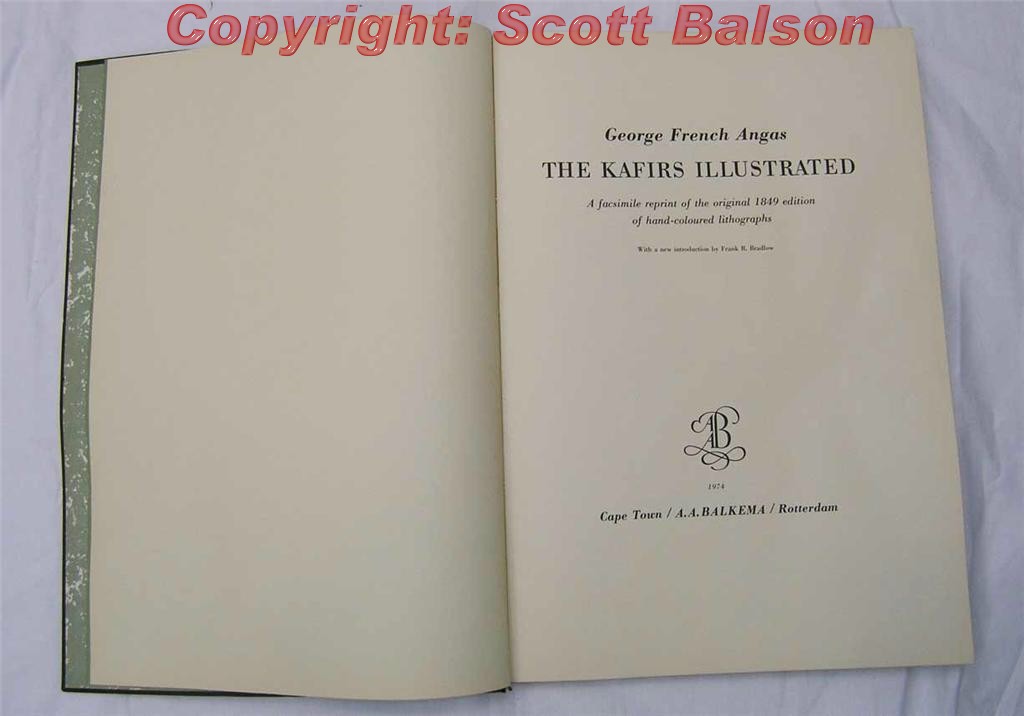 Copyright: Scott Balson
George French Angas
THE KAFIRS ILLUSTRATED
A facsimile reprint of the original 1849 edition
of hand-coloured lithographs
With a new introduction by Frank R. Bradlow
AAB
1974
Cape Town / A.A.BALKEMA / Rotterdam